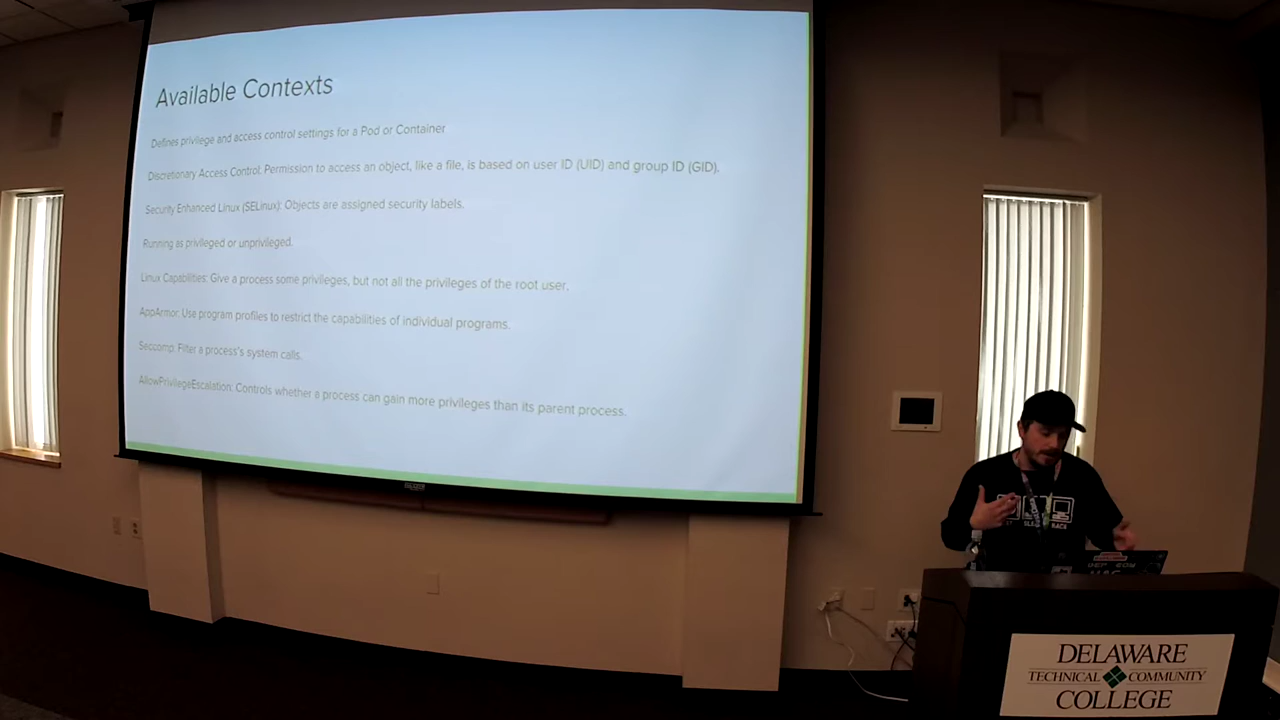 Available Contexts
Defines privilege and access control settings for a Pod or Container
Discretionary Access Control: Permission to access an object, like a file, is based on user ID (UID) and group ID (GID).
Security Enhanced Linux (SELinux): Objects are assigned security labels.
Running as privileged or unprivileged.
Linux Capabilities: Give a process some privileges, but not all the privileges of the root user.
AppArmor: Use program profiles to restrict the capabilities of individual programs.
Seccomp: Filter a process's system calls.
AllowPrivilegeEscalation: Controls whether a process can gain more privileges than its parent process.
DELAWARE
TECHNICAL COMMUNITY
COLLEGE